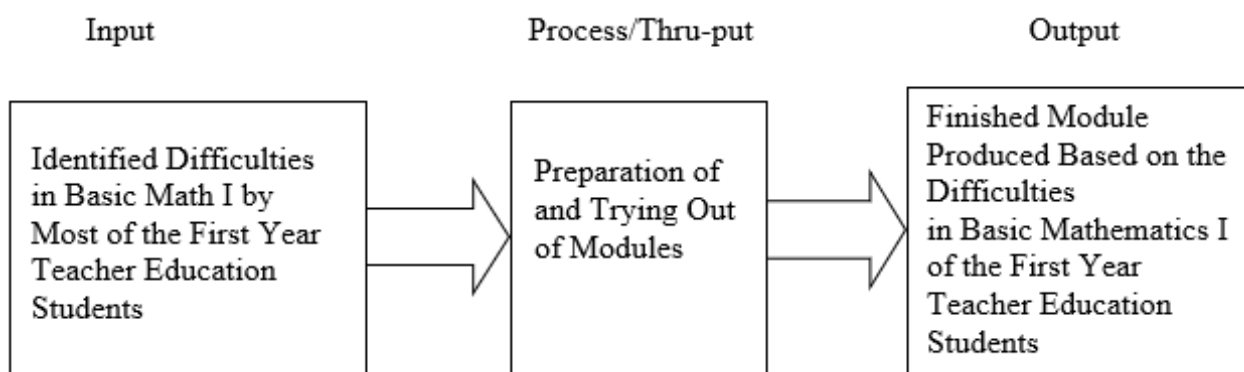 Input
Process/Thru-put
Output
Identified Difficulties
in Basic Math I by
Most of the First Year
Teacher Education
Students
Preparation of
and Trying Out
of Modules
Finished Module
Produced Based on the
Difficulties
in Basic Mathematics I
of the First Year
Teacher Education
Students